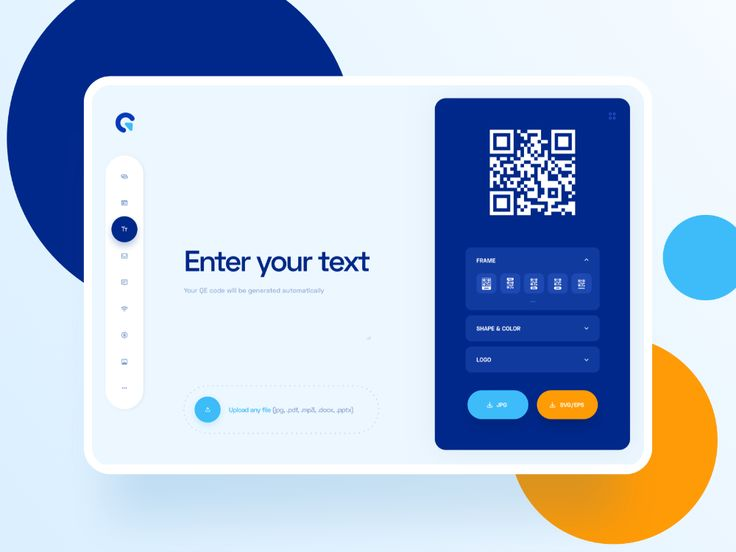 Tт
Enter your text
Your QE code will be generated automatically
Upload any file (jpg, .pdf, .mp3, .docx, .pptx)
FRAME
SHAPE & COLOR
LOGO
JPG
SVG/EPS